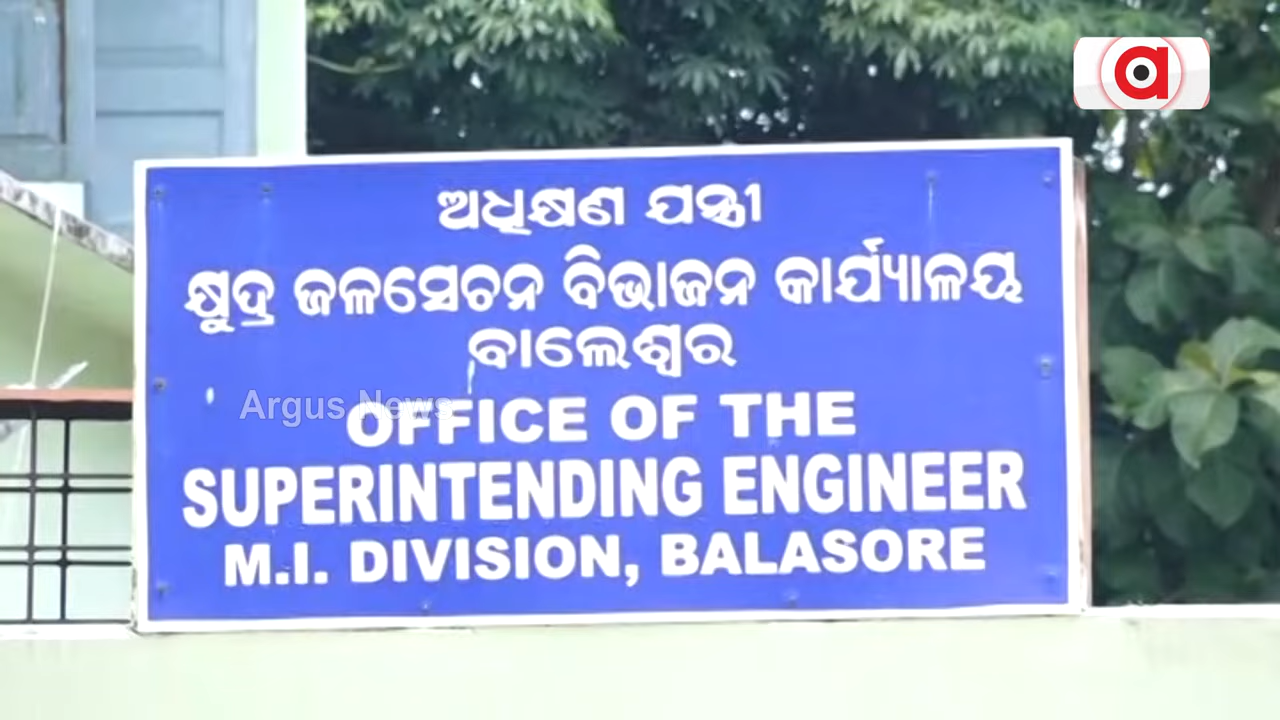 ଅଧିକ୍ଷଣ ଯନ୍ତ୍ରୀ
କ୍ଷୁଦ୍ର ଜଳସେଚନ ବିଭାଜନ କାର୍ଯ୍ୟାଳୟ
ବାଲେଶ୍ୱର
Argus News
OFFICE OF THE
SUPERINTENDING ENGINEER
M.I. DIVISION, BALASORE